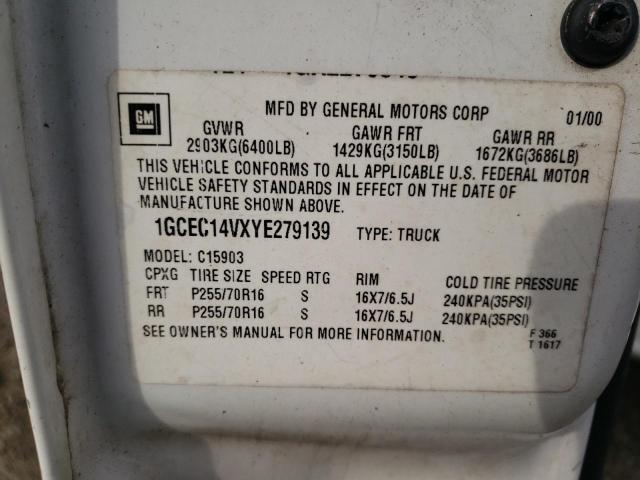 GM
MFD BY GENERAL MOTORS CORP 01/00
GVWR GAWR FRT GAWR RR
2903KG(6400LB) 1429KG(3150LB) 1672KG(3686LB)
THIS VEHICLE CONFORMS TO ALL APPLICABLE U.S. FEDERAL MOTOR
VEHICLE SAFETY STANDARDS IN EFFECT ON THE DATE OF
MANUFACTURE SHOWN ABOVE.
1GCEC14VXYE279139 TYPE: TRUCK
MODEL: C15903
CPXG TIRE SIZE SPEED RTG RIM COLD TIRE PRESSURE
FRT P255/70R16 S 16X7/6.5J 240KPA(35PSI)
RR P255/70R16 S 16X7/6.5J 240KPA(35PSI)
SEE OWNER'S MANUAL FOR MORE INFORMATION.
F 366
T 1617